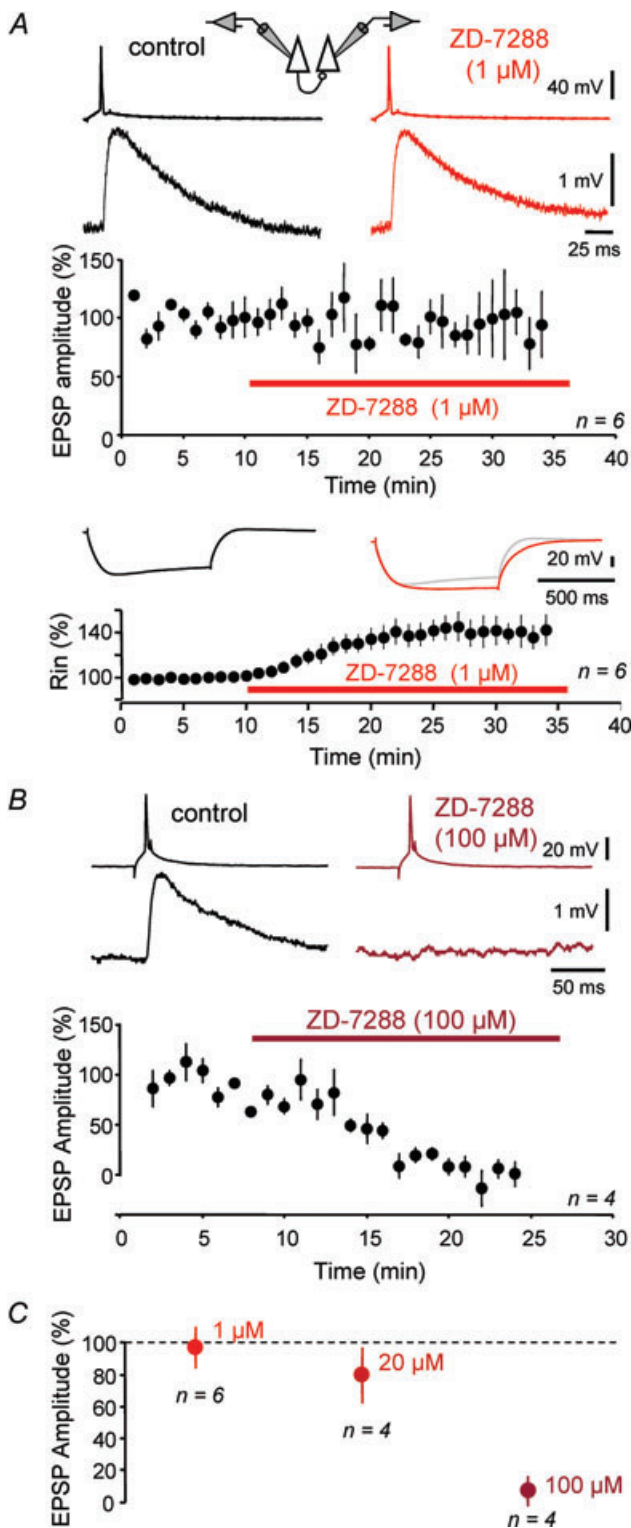 A
control
ZD-7288
(1 µM)
40 mV
1 mV
25 ms
EPSP amplitude (%)
150
100
50
0
ZD-7288 (1 µM)
n = 6
0 5 10 15 20 25 30 35 40
Time (min)
20 mV
500 ms
Rin (%)
140
100
ZD-7288 (1 µM)
n = 6
0 5 10 15 20 25 30 35 40
Time (min)
B
control
ZD-7288
(100 µM)
20 mV
1 mV
50 ms
EPSP Amplitude (%)
150
100
50
0
ZD-7288 (100 µM)
n = 4
0 5 10 15 20 25 30
Time (min)
C
EPSP Amplitude (%)
100
80
60
40
20
0
1 µM
n = 6
20 µM
n = 4
100 µM
n = 4